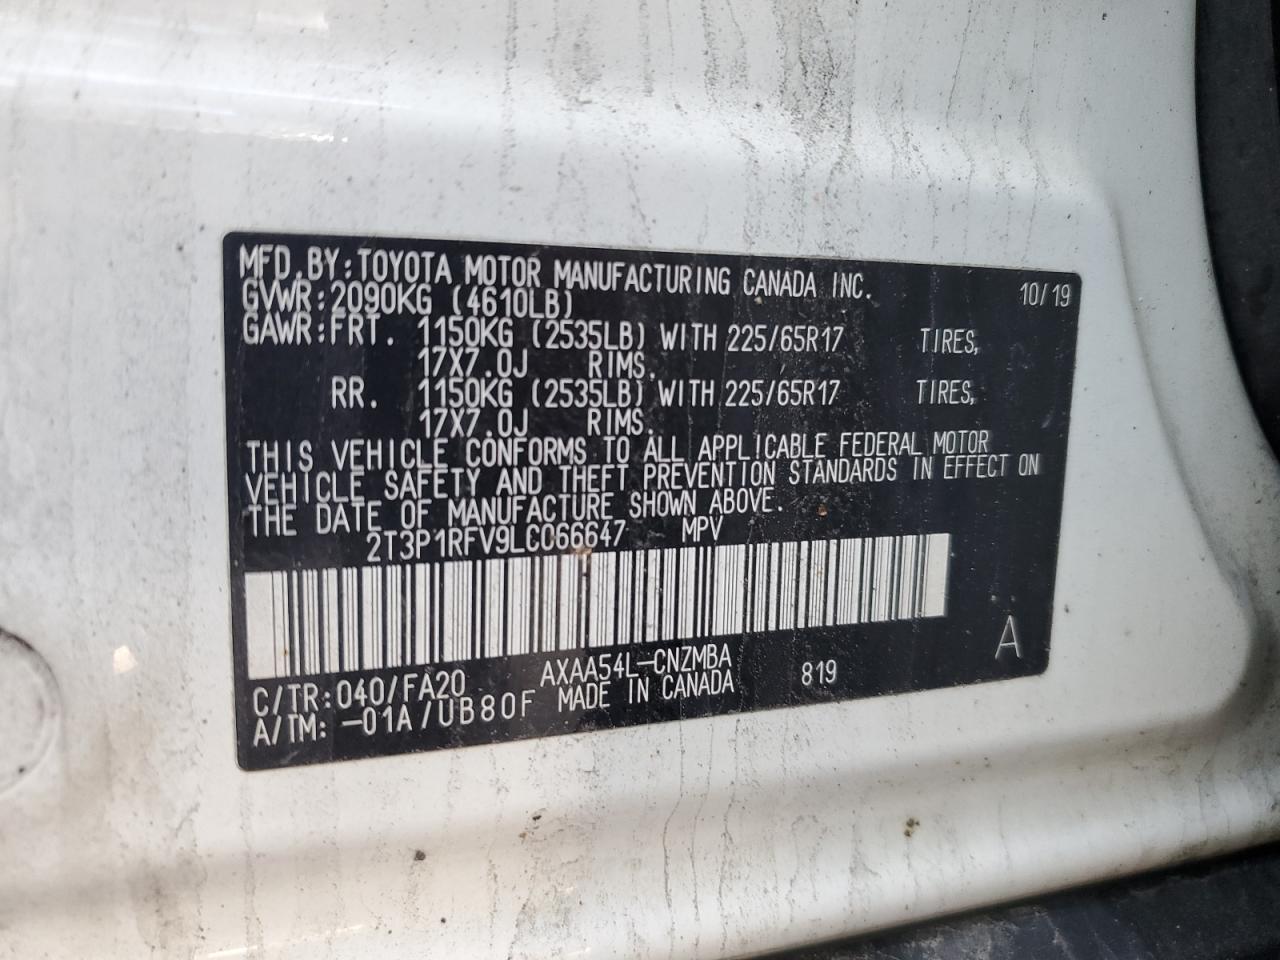 MFD.BY:TOYOTA MOTOR MANUFACTURING CANADA INC. 10/19
GVWR:2090KG (4610LB)
GAWR:FRT. 1150KG (2535LB) WITH 225/65R17 TIRES,
17X7.0J RIMS.
RR. 1150KG (2535LB) WITH 225/65R17 TIRES,
17X7.0J RIMS.
THIS VEHICLE CONFORMS TO ALL APPLICABLE FEDERAL MOTOR
VEHICLE SAFETY AND THEFT PREVENTION STANDARDS IN EFFECT ON
THE DATE OF MANUFACTURE SHOWN ABOVE.
2T3P1RFV9LC066647 MPV
A
C/TR:040/FA20 AXAA54L-CNZMBA 819
A/TM:-01A/UB80F MADE IN CANADA